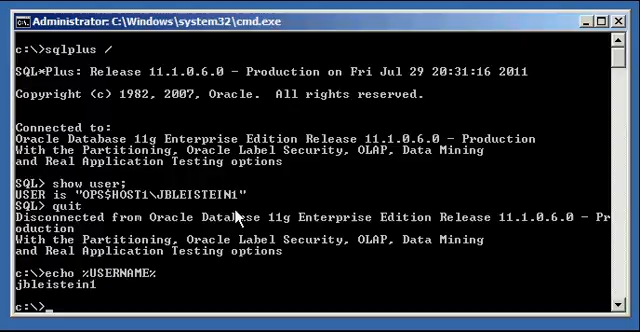 Administrator: C:\Windows\system32\cmd.exe
c:\>sqlplus /
SQL*Plus: Release 11.1.0.6.0 - Production on Fri Jul 29 20:31:16 2011
Copyright (c) 1982, 2007, Oracle.  All rights reserved.
Connected to:
Oracle Database 11g Enterprise Edition Release 11.1.0.6.0 - Production
With the Partitioning, Oracle Label Security, OLAP, Data Mining
and Real Application Testing options
SQL> show user;
USER is "OPS$HOST1\JBLEISTEIN1"
SQL> quit
Disconnected from Oracle Database 11g Enterprise Edition Release 11.1.0.6.0 - Pro
duction
With the Partitioning, Oracle Label Security, OLAP, Data Mining
and Real Application Testing options
c:\>echo %USERNAME%
jbleistein1
c:\>_